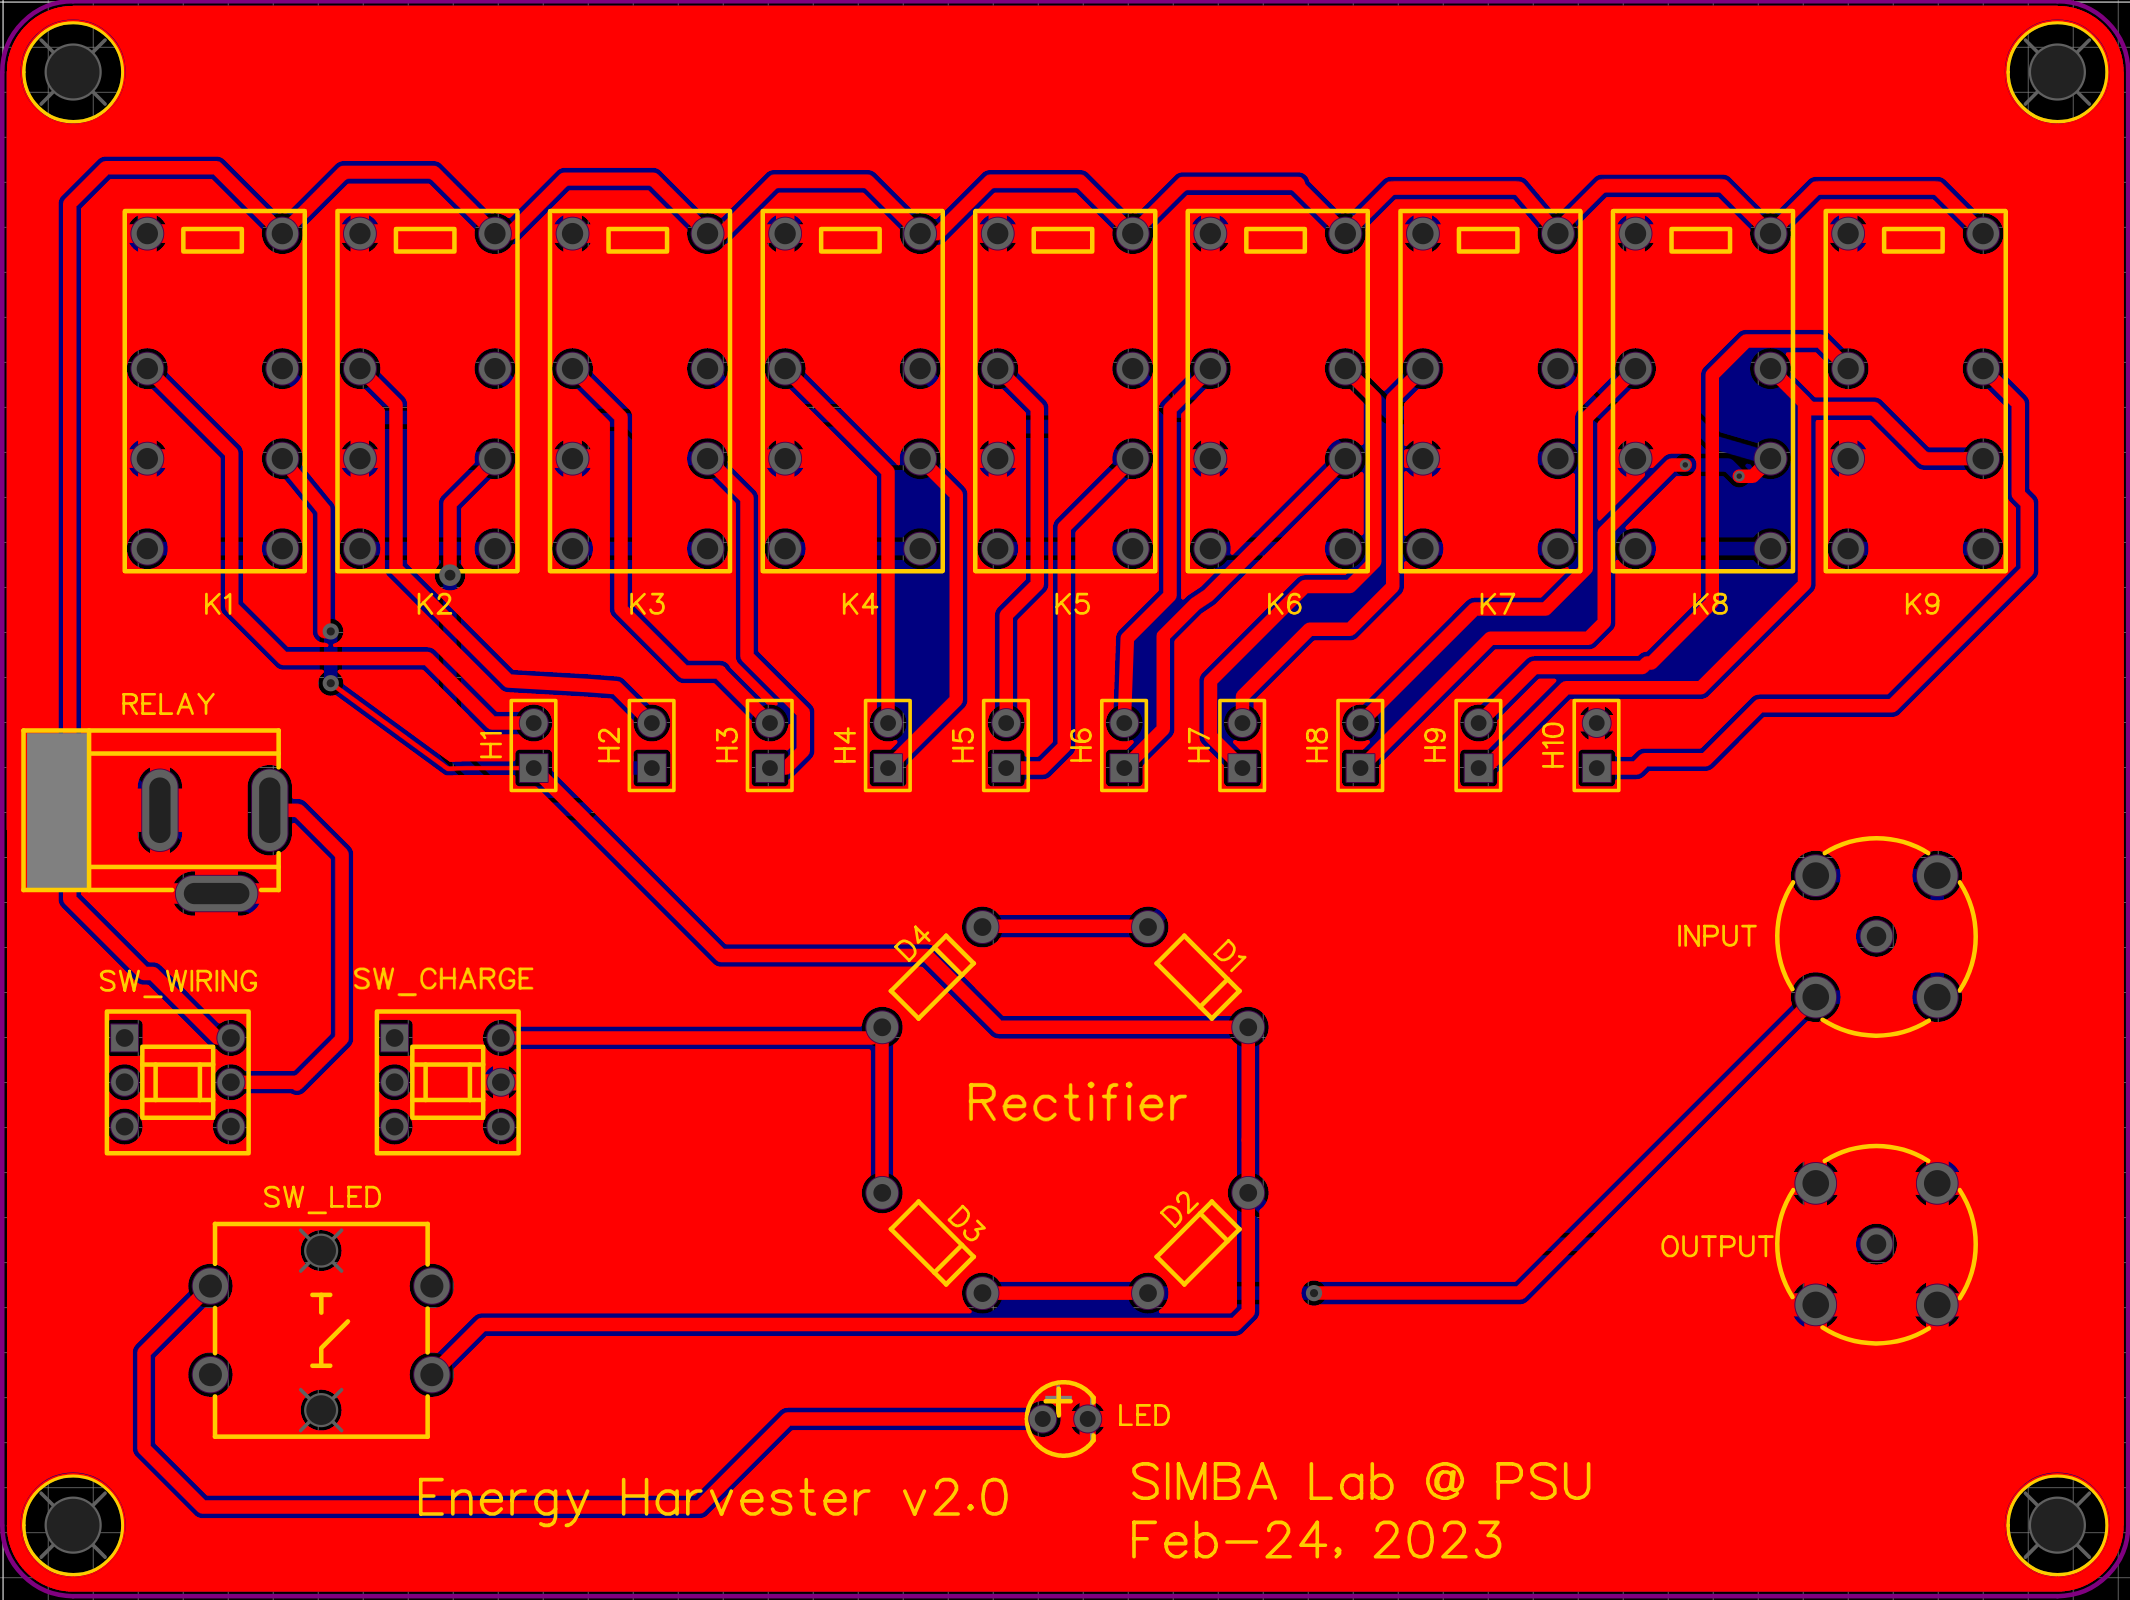 K1 K2 K3 K4 K5 K6 K7 K8 K9
RELAY
H1 H2 H3 H4 H5 H6 H7 H8 H9 H10
D4 D1
INPUT
SW_WIRING SW_CHARGE
Rectifier
SW_LED
D3 D2
OUTPUT
+
LED
Energy Harvester v2.0
SIMBA Lab @ PSU
Feb-24, 2023